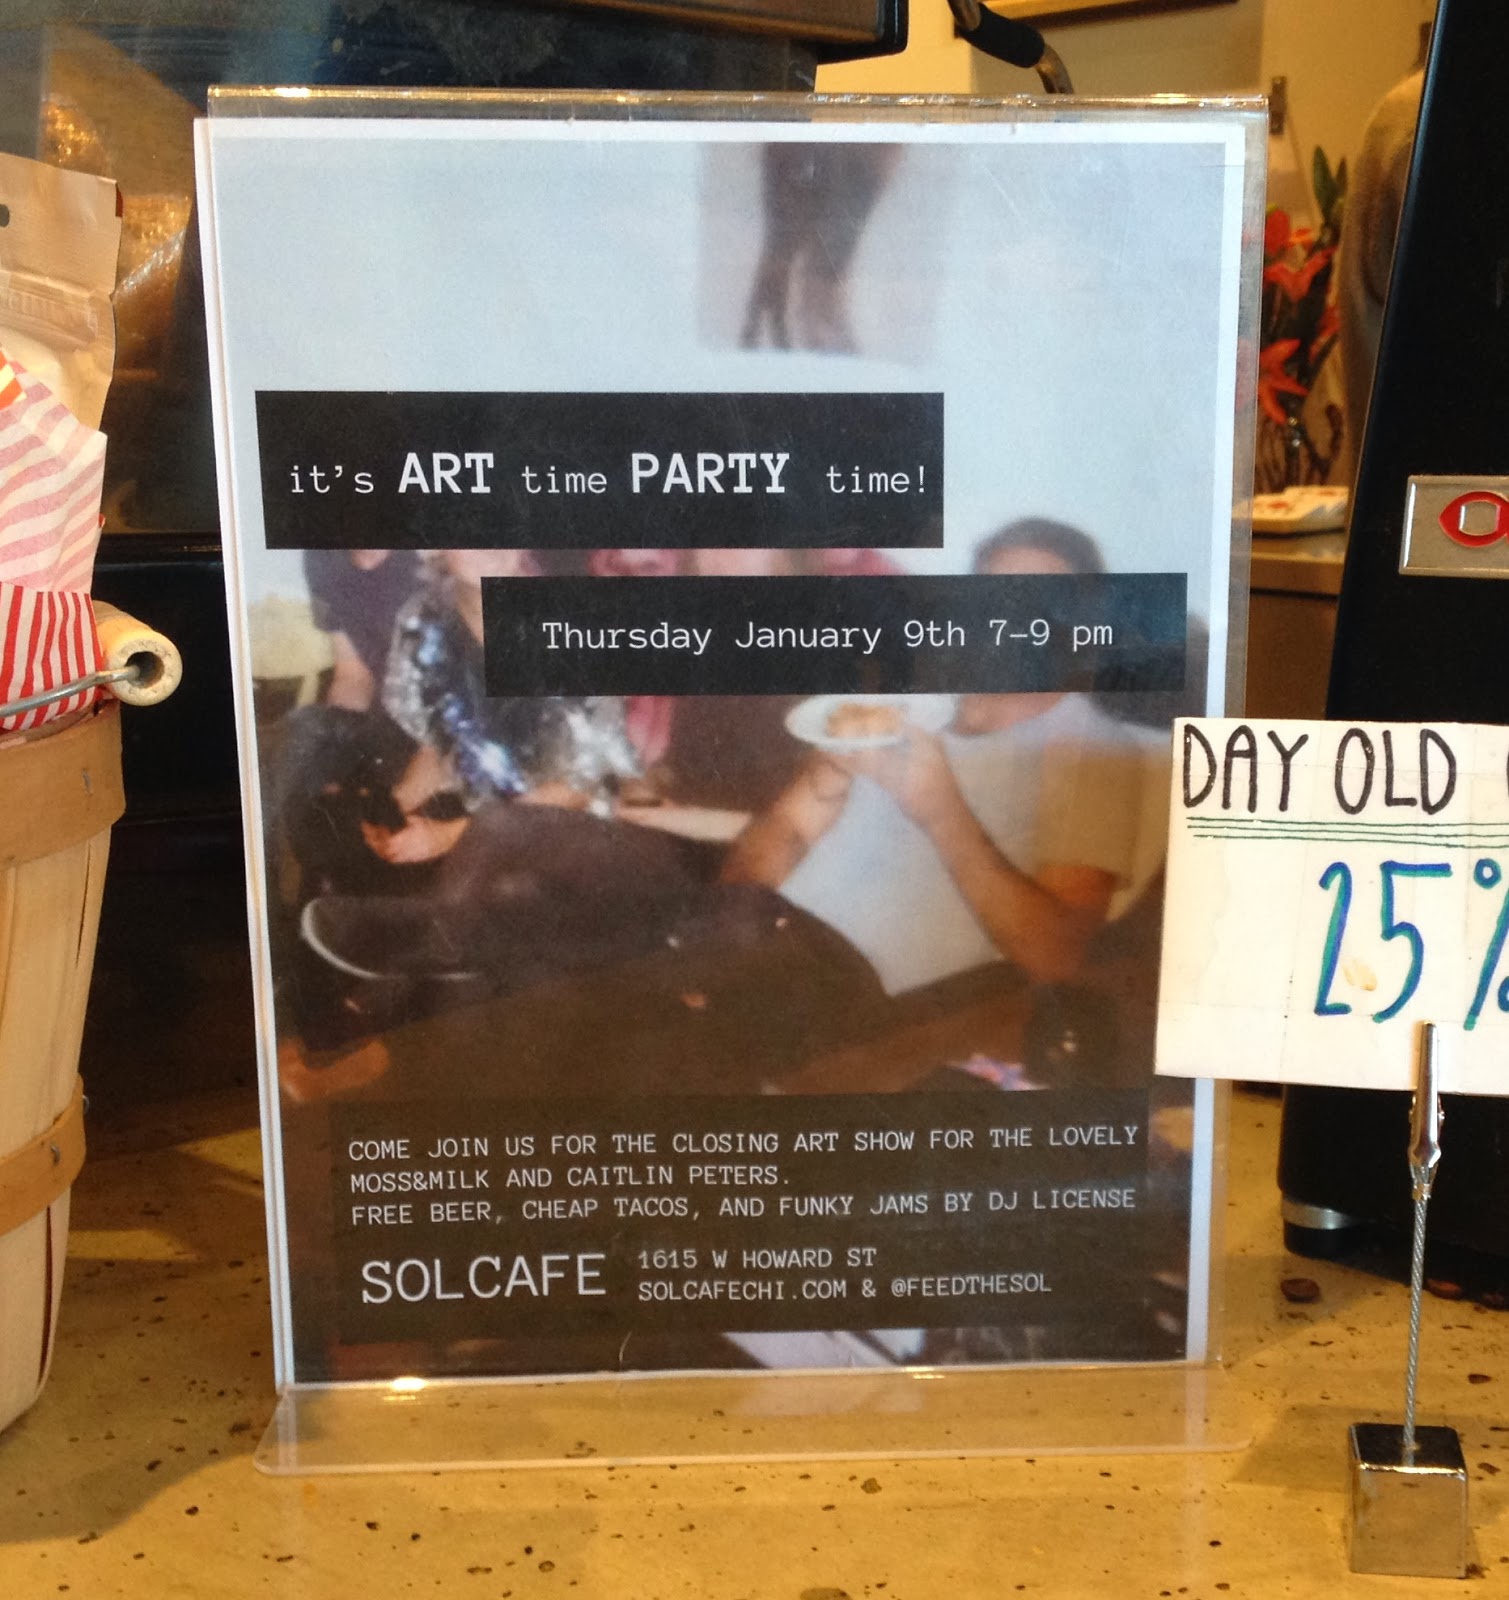 it's ART time PARTY time!
Thursday January 9th 7-9 pm
COME JOIN US FOR THE CLOSING ART SHOW FOR THE LOVELY
MOSS&MILK AND CAITLIN PETERS.
FREE BEER, CHEAP TACOS, AND FUNKY JAMS BY DJ LICENSE
SOLCAFE
1615 W HOWARD ST
SOLCAFECHI.COM & @FEEDTHESOL
DAY OLD
25%